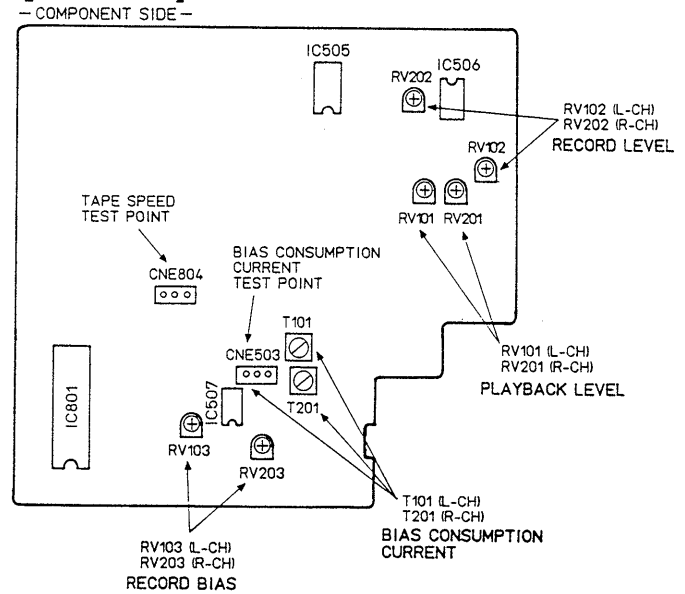 — COMPONENT SIDE —
IC505
IC506
RV202
RV102 (L-CH)
RV202 (R-CH)
RECORD LEVEL
RV102
RV101
RV201
TAPE SPEED
TEST POINT
BIAS CONSUMPTION
CURRENT
TEST POINT
CNE804
T101
CNE503
RV101 (L-CH)
RV201 (R-CH)
PLAYBACK LEVEL
IC801
IC507
T201
RV103
RV203
T101 (L-CH)
T201 (R-CH)
BIAS CONSUMPTION
CURRENT
RV103 (L-CH)
RV203 (R-CH)
RECORD BIAS